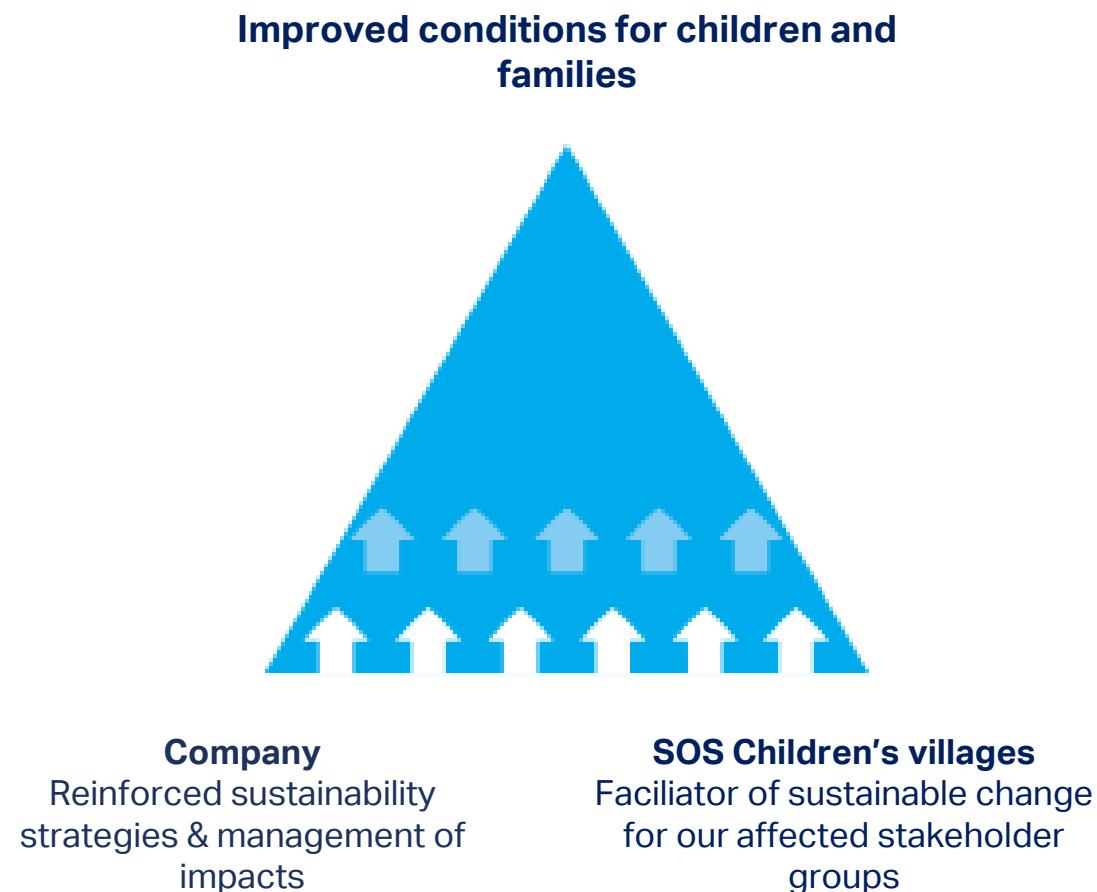 Improved conditions for children and
families
Company
Reinforced sustainability
strategies & management of
impacts
SOS Children’s villages
Faciliator of sustainable change
for our affected stakeholder
groups